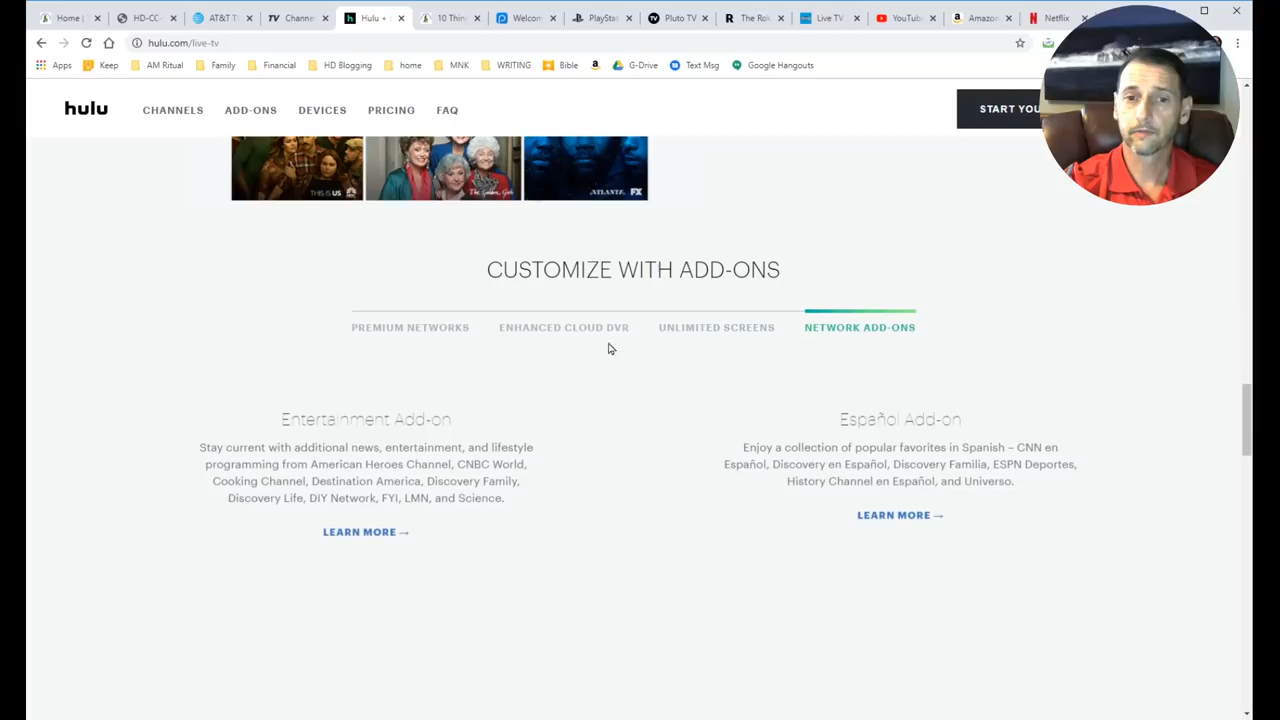 Home
HD-CC-
AT&T T
TV Channe
Hulu +
10 Thin
Welcom
PlayStat
Pluto TV
The Rok
Live TV
YouTube
Amazon
Netflix
hulu.com/live-tv
Apps
Keep
AM Ritual
Family
Financial
HD Blogging
home
MNK
WRITING
Bible
G-Drive
Text Msg
Google Hangouts
hulu CHANNELS ADD-ONS DEVICES PRICING FAQ
START YOU
THIS IS US NBC
The Golden Girls
ATLANTA FX
CUSTOMIZE WITH ADD-ONS
PREMIUM NETWORKS ENHANCED CLOUD DVR UNLIMITED SCREENS NETWORK ADD-ONS
Entertainment Add-on
Stay current with additional news, entertainment, and lifestyle
programming from American Heroes Channel, CNBC World,
Cooking Channel, Destination America, Discovery Family,
Discovery Life, DIY Network, FYI, LMN, and Science.
LEARN MORE →
Español Add-on
Enjoy a collection of popular favorites in Spanish – CNN en
Español, Discovery en Español, Discovery Familia, ESPN Deportes,
History Channel en Español, and Universo.
LEARN MORE →